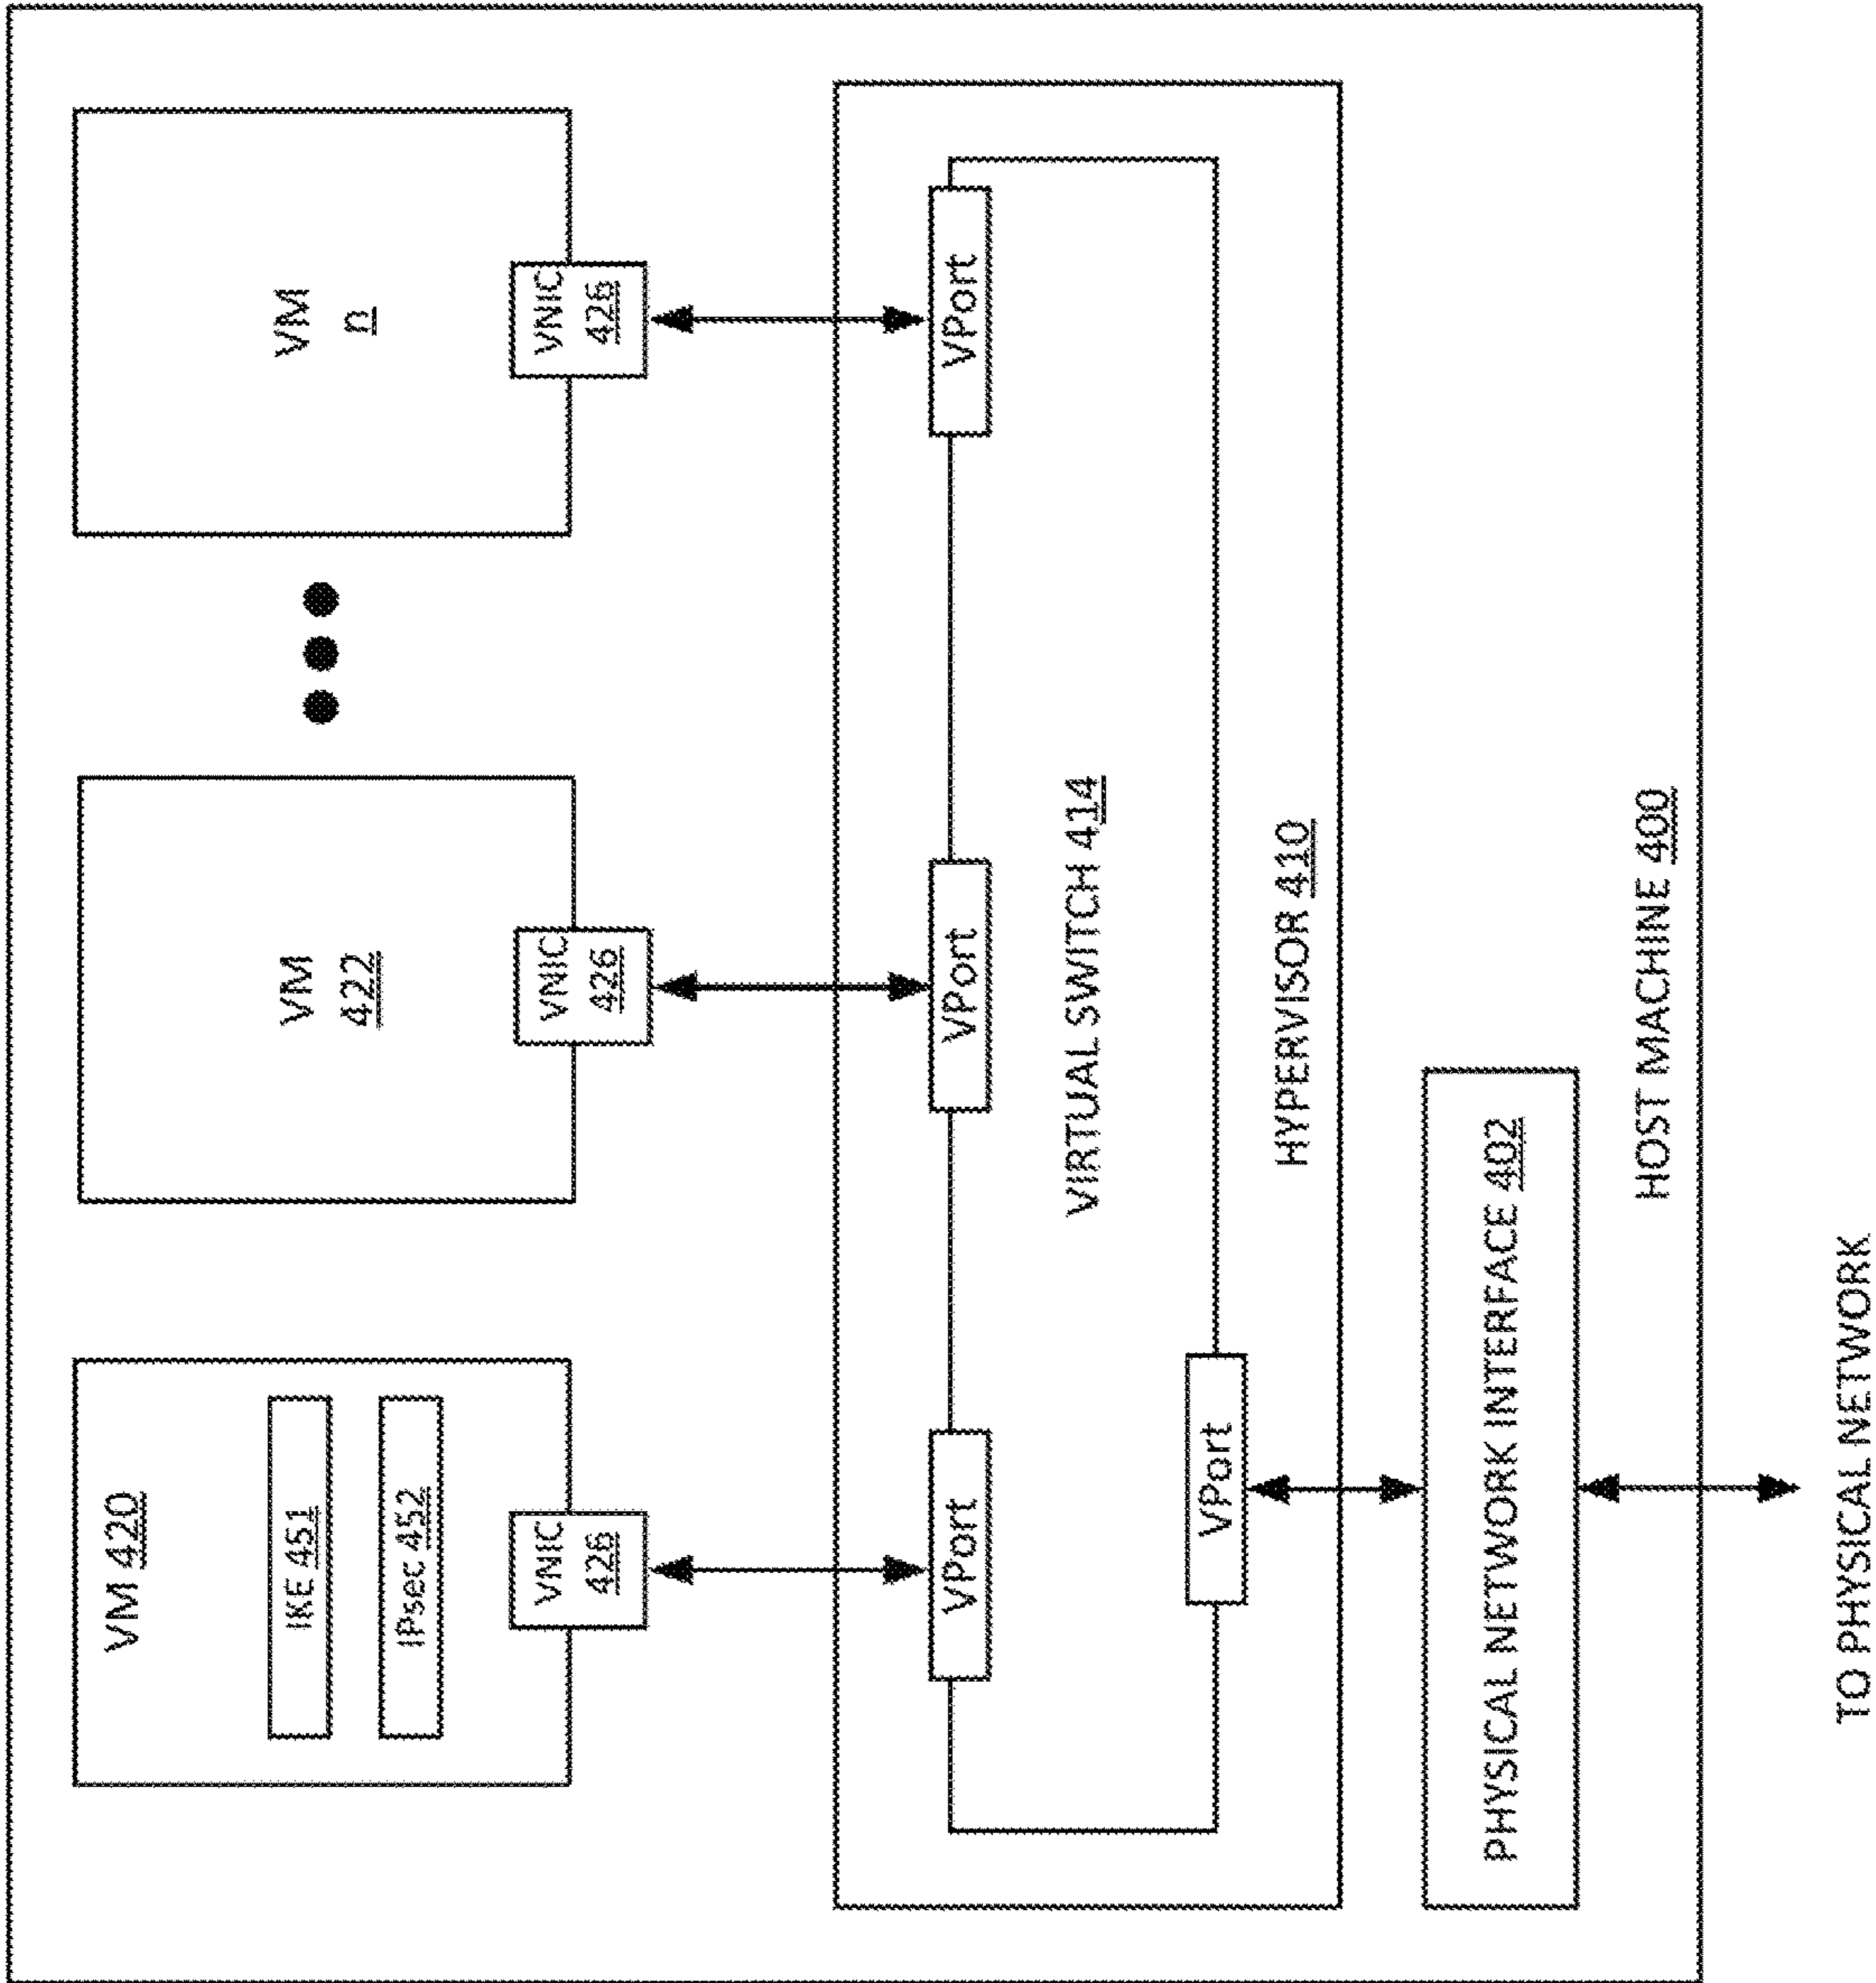 VM 420
IKE 451
IPsec 452
VNIC
426
VM
422
VNIC
426
VM
n
VNIC
426
VPort
VPort
VPort
VIRTUAL SWITCH 414
VPort
HYPERVISOR 410
PHYSICAL NETWORK INTERFACE 402
HOST MACHINE 400
TO PHYSICAL NETWORK